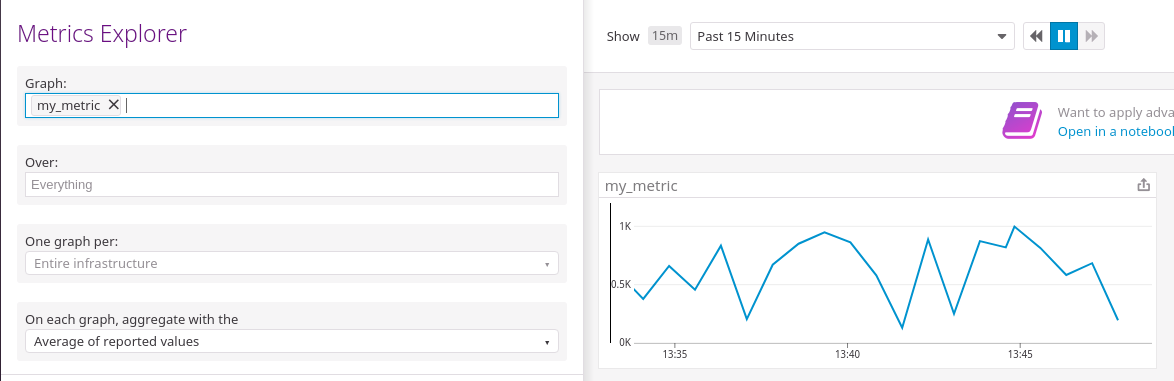 Metrics Explorer
Graph:
my_metric
Over:
Everything
One graph per:
Entire infrastructure
On each graph, aggregate with the
Average of reported values
Show 15m Past 15 Minutes
Want to apply adva
Open in a notebook
my_metric
1K
0.5K
0K
13:35 13:40 13:45